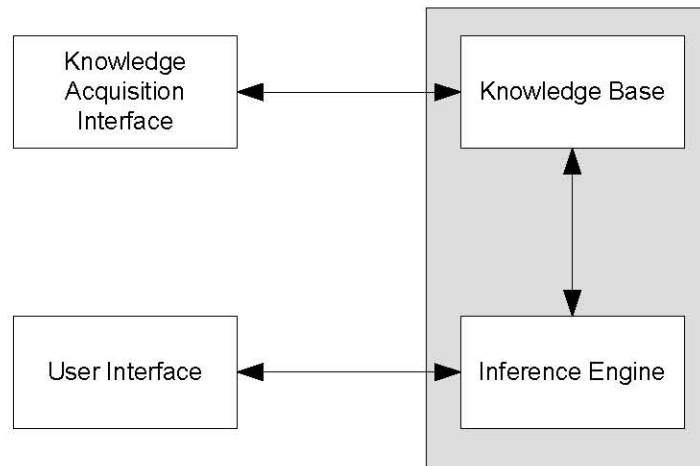 Knowledge
Acquisition
Interface
Knowledge Base
User Interface
Inference Engine